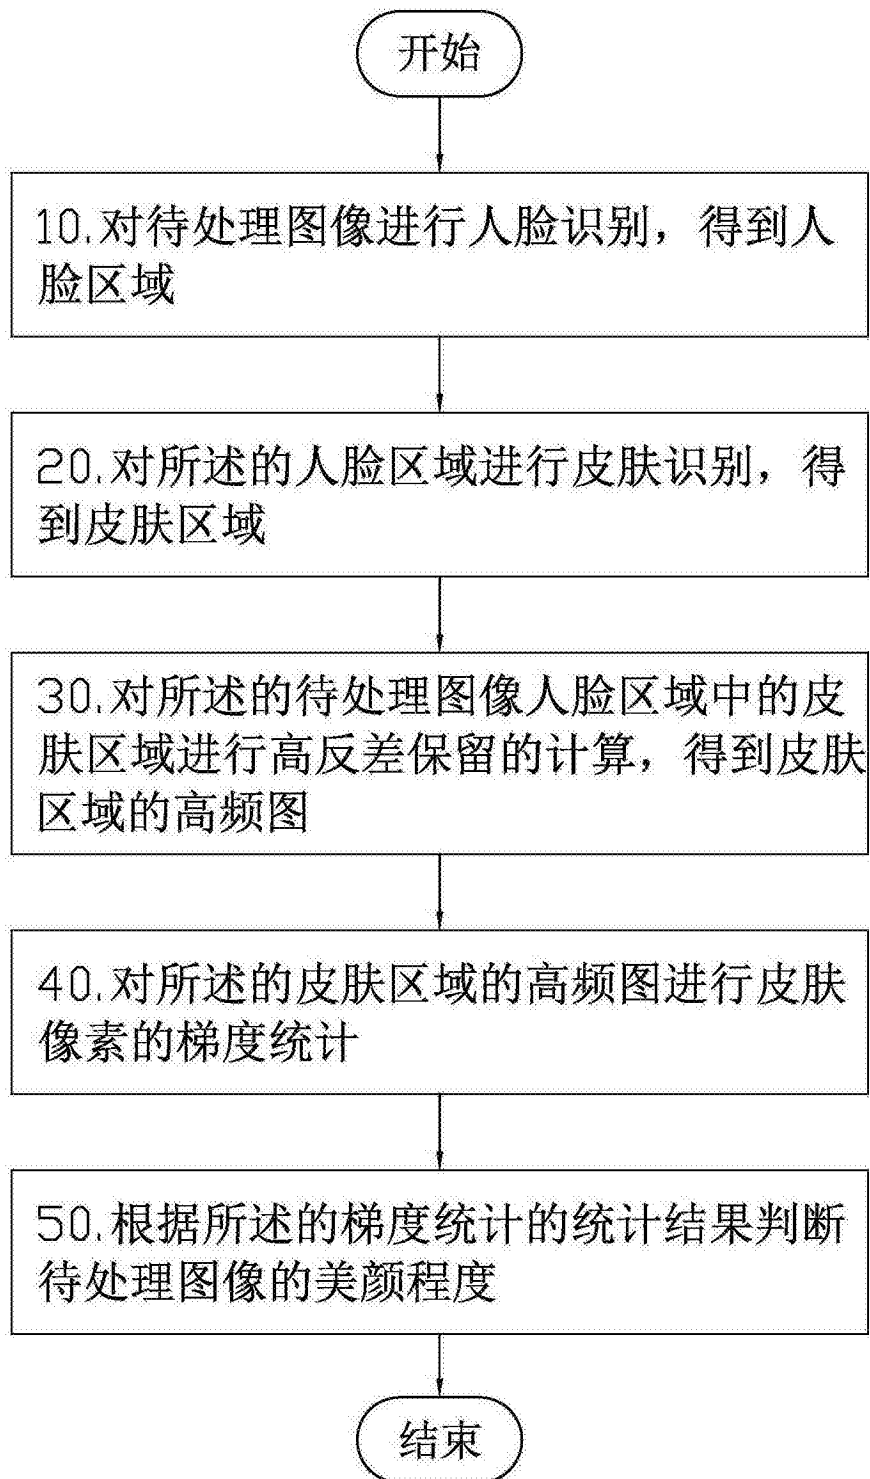 开始
10.对待处理图像进行人脸识别，得到人
脸区域
20.对所述的人脸区域进行皮肤识别，得
到皮肤区域
30.对所述的待处理图像人脸区域中的皮
肤区域进行高反差保留的计算，得到皮肤
区域的高频图
40.对所述的皮肤区域的高频图进行皮肤
像素的梯度统计
50.根据所述的梯度统计的统计结果判断
待处理图像的美颜程度
结束